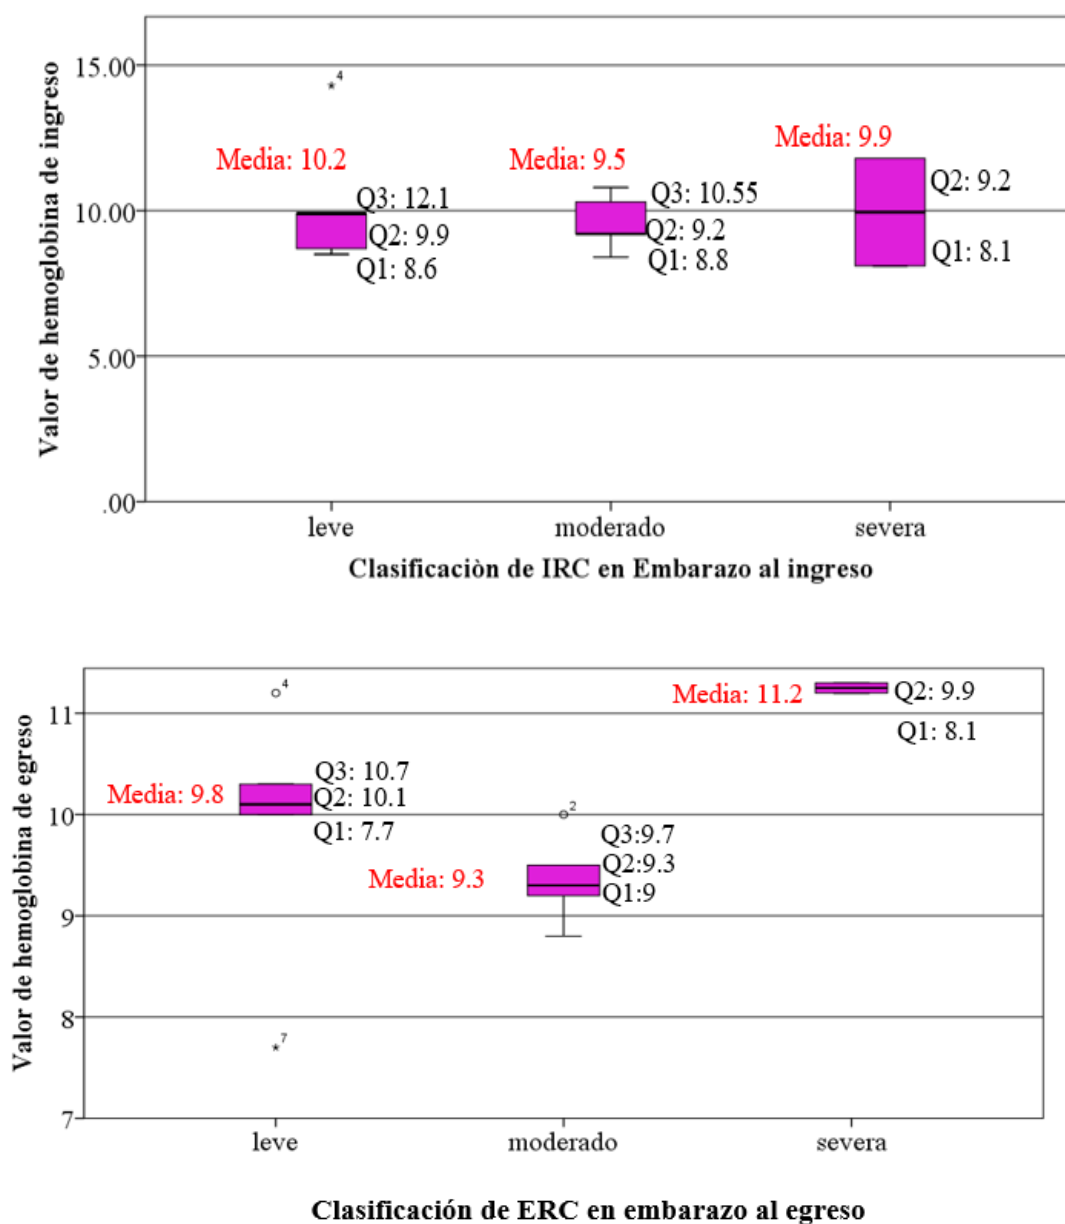 15.00
4
Media: 9.9
Media: 10.2
Media: 9.5
Q3: 12.1
Q3: 10.55
Q2: 9.2
10.00
Q2: 9.9
Q2: 9.2
Q1: 8.6
Q1: 8.8
Q1: 8.1
5.00
.00
leve
moderado
severa
Valor de hemoglobina de ingreso
Clasificaciòn de IRC en Embarazo al ingreso
4
Media: 11.2
Q2: 9.9
11
Q1: 8.1
Q3: 10.7
Media: 9.8
Q2: 10.1
10
2
Q1: 7.7
Q3:9.7
Q2:9.3
Media: 9.3
Q1:9
9
8
7
7
leve
moderado
severa
Valor de hemoglobina de egreso
Clasificación de ERC en embarazo al egreso